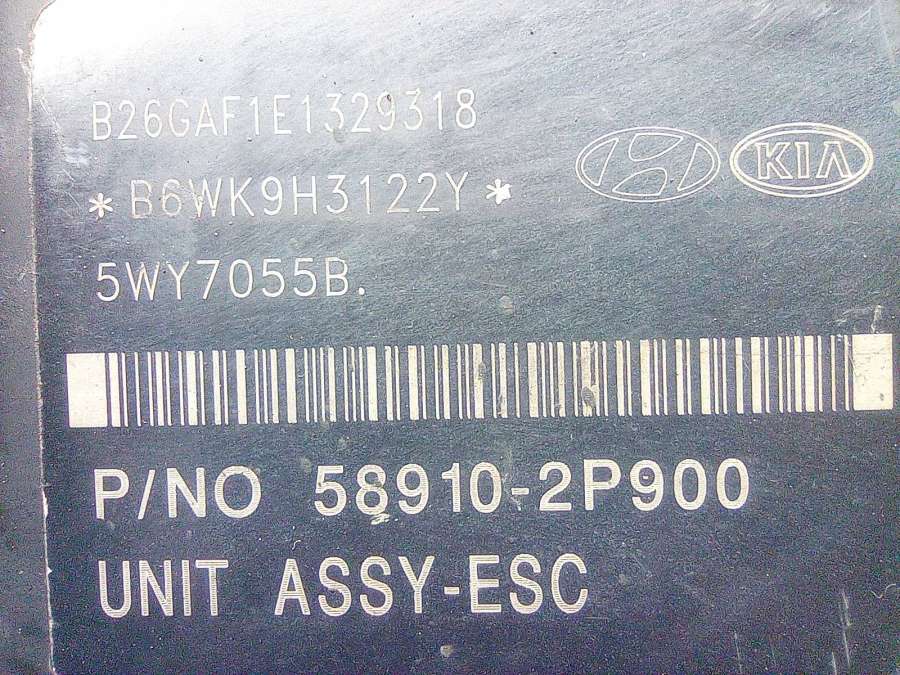 B26GAF1E1329318
*B6WK9H3122Y*
KIA
5WY7055B.
P/NO 58910-2P900
UNIT ASSY-ESC